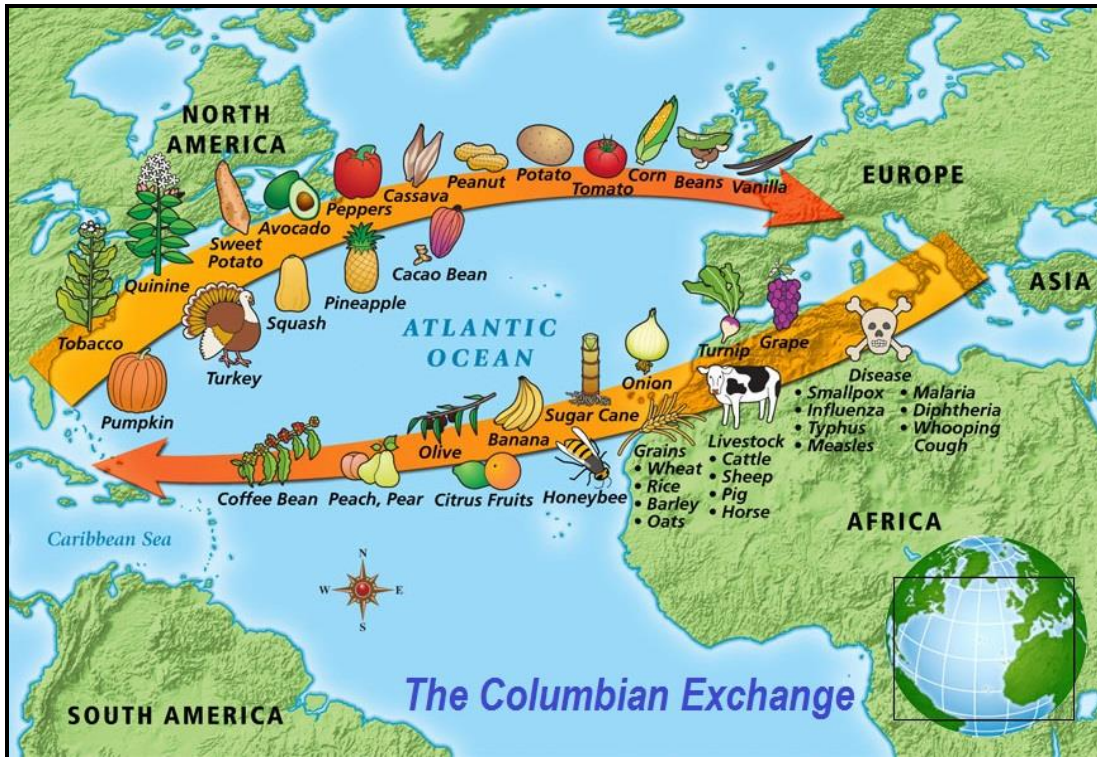 NORTH
AMERICA
EUROPE
ASIA
AFRICA
SOUTH AMERICA
ATLANTIC
OCEAN
Caribbean Sea
Tobacco
Quinine
Sweet
Potato
Avocado
Peppers
Cassava
Peanut
Potato
Tomato
Corn
Beans
Vanilla
Pumpkin
Turkey
Squash
Pineapple
Cacao Bean
Coffee Bean
Peach, Pear
Olive
Citrus Fruits
Banana
Honeybee
Sugar Cane
Onion
Turnip
Grape
Grains
• Wheat
• Rice
• Barley
• Oats
Livestock
• Cattle
• Sheep
• Pig
• Horse
Disease
• Smallpox
• Influenza
• Typhus
• Measles
• Malaria
• Diphtheria
• Whooping
Cough
N
W
E
S
The Columbian Exchange